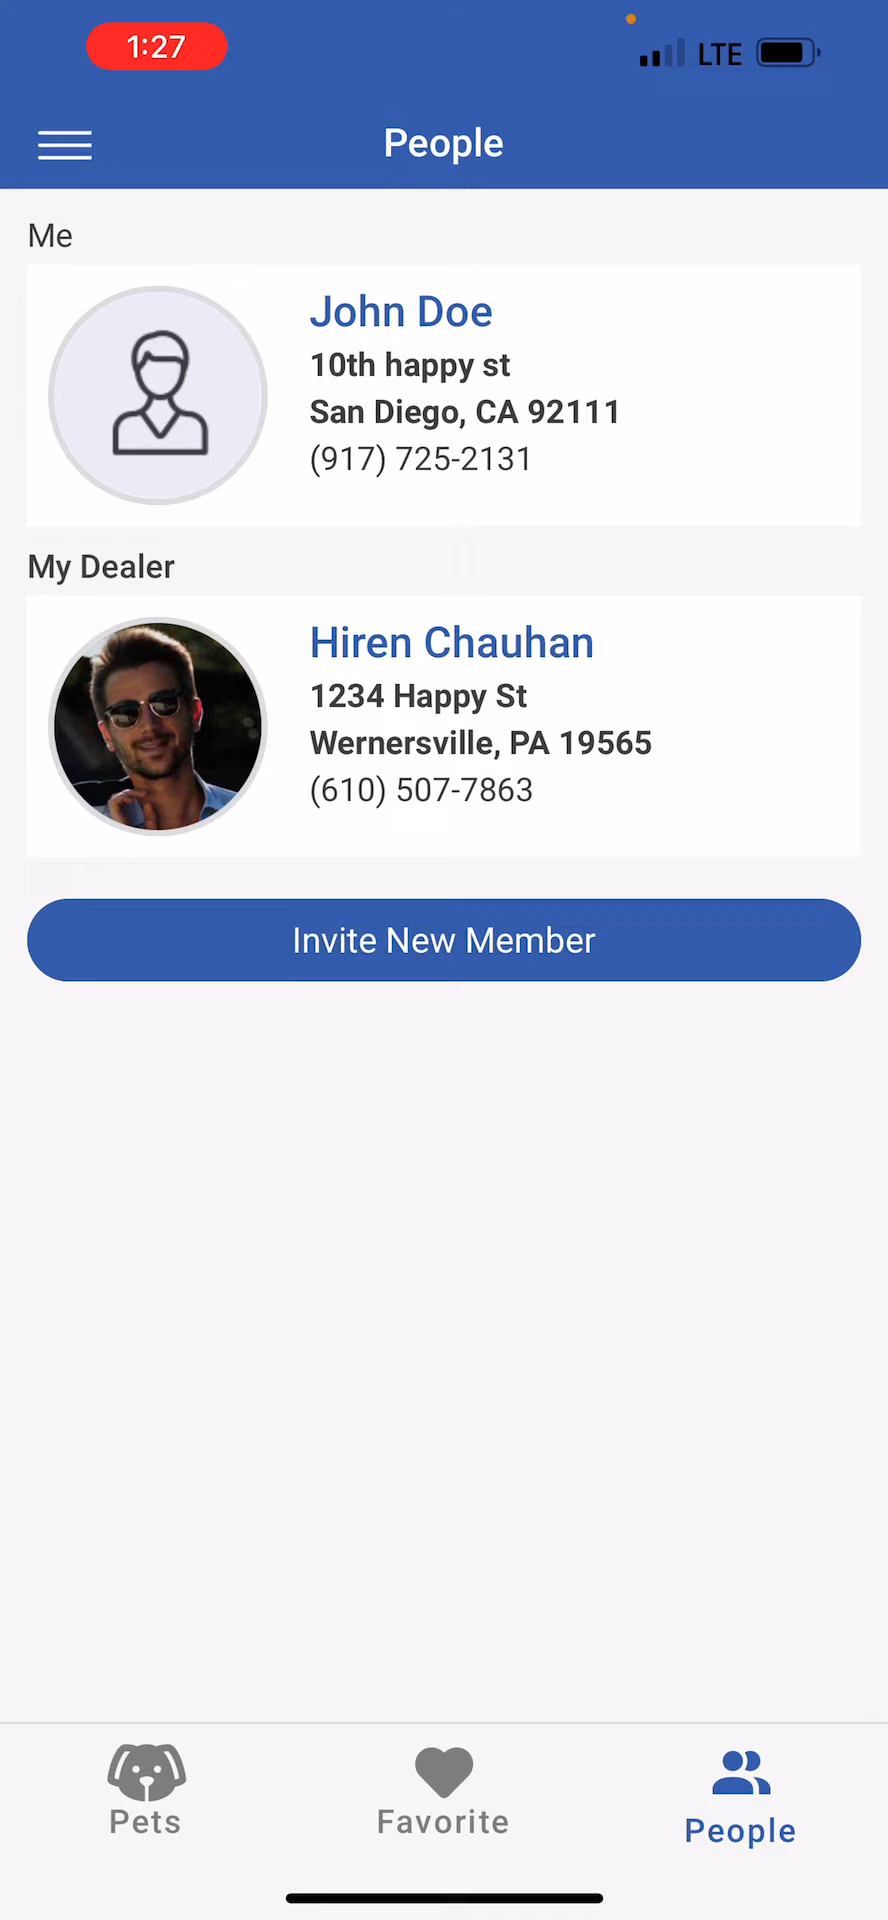 1:27
LTE
People
Me
John Doe
10th happy st
San Diego, CA 92111
(917) 725-2131
My Dealer
Hiren Chauhan
1234 Happy St
Wernersville, PA 19565
(610) 507-7863
Invite New Member
Pets
Favorite
People